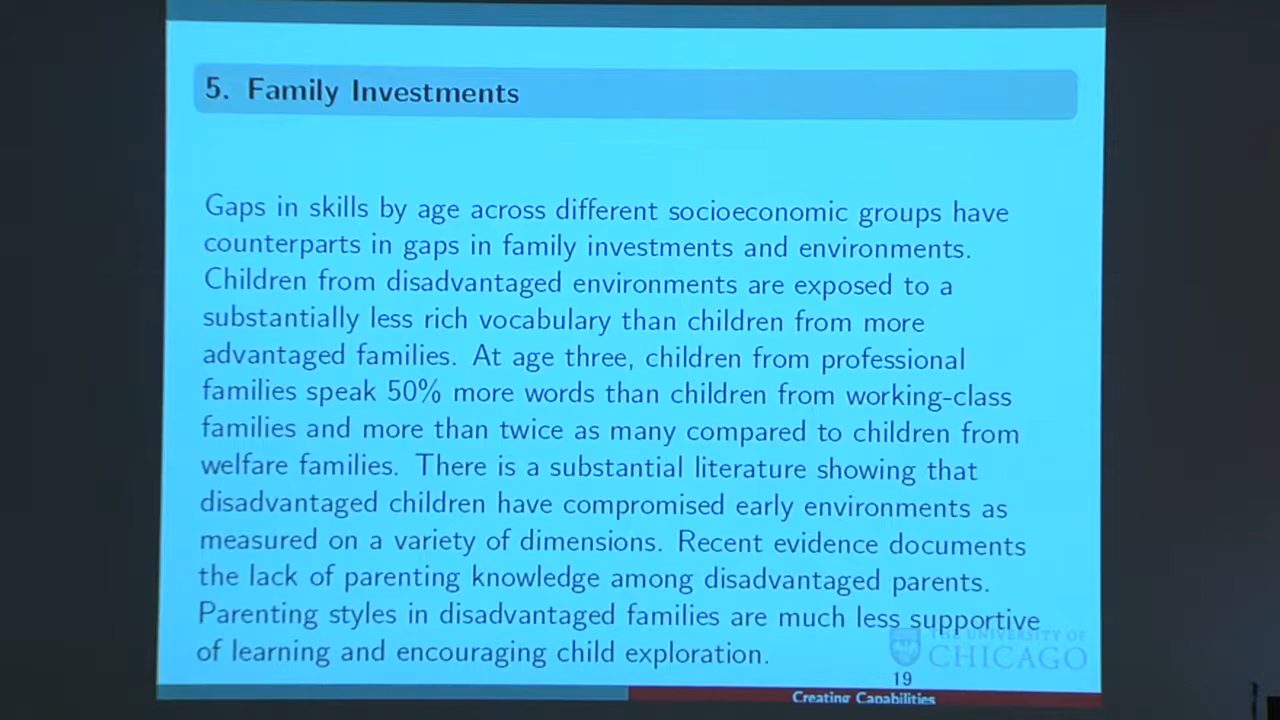 5. Family Investments
Gaps in skills by age across different socioeconomic groups have
counterparts in gaps in family investments and environments.
Children from disadvantaged environments are exposed to a
substantially less rich vocabulary than children from more
advantaged families. At age three, children from professional
families speak 50% more words than children from working-class
families and more than twice as many compared to children from
welfare families. There is a substantial literature showing that
disadvantaged children have compromised early environments as
measured on a variety of dimensions. Recent evidence documents
the lack of parenting knowledge among disadvantaged parents.
Parenting styles in disadvantaged families are much less supportive
of learning and encouraging child exploration.
THE UNIVERSITY OF
CHICAGO
19
Creating Capabilities